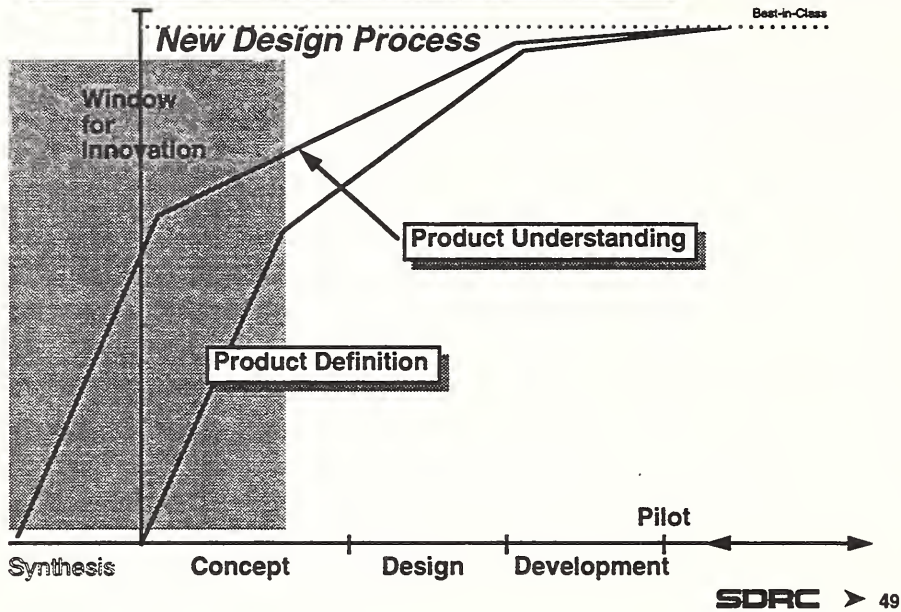 Best-in-Class
New Design Process
Window
for
Innovation
Product Understanding
Product Definition
Pilot
Synthesis Concept Design Development
SDRC ➤ 49